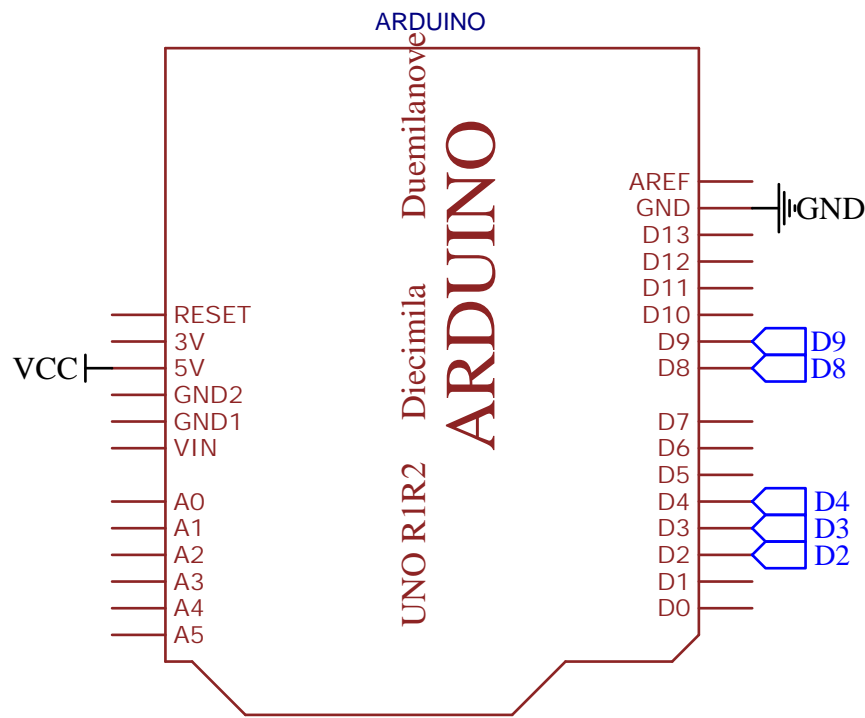 ARDUINO
Duemilanove
Diecimila
UNO R1R2
ARDUINO
RESET
3V
VCC 5V
GND2
GND1
VIN
A0
A1
A2
A3
A4
A5
AREF
GND GND
D13
D12
D11
D10
D9 D9
D8 D8
D7
D6
D5
D4 D4
D3 D3
D2 D2
D1
D0